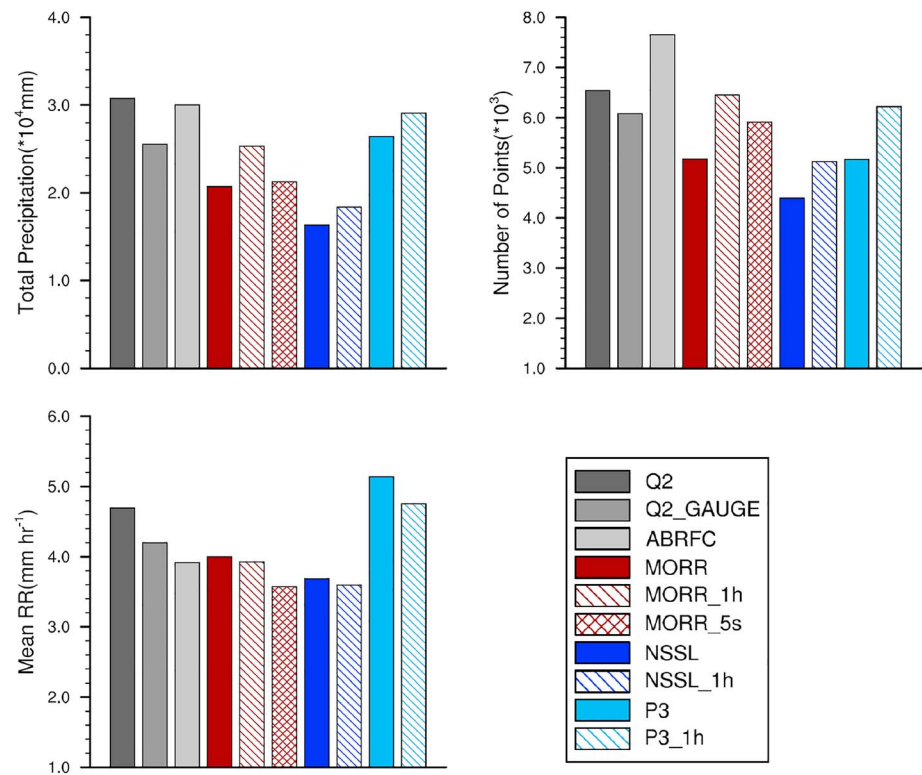 Total Precipitation(*10⁴mm)
4.0
3.0
2.0
1.0
0.0
Number of Points(*10³)
8.0
7.0
6.0
5.0
4.0
3.0
2.0
1.0
Mean RR(mm hr⁻¹)
6.0
5.0
4.0
3.0
2.0
1.0
Q2
Q2_GAUGE
ABRFC
MORR
MORR_1h
MORR_5s
NSSL
NSSL_1h
P3
P3_1h